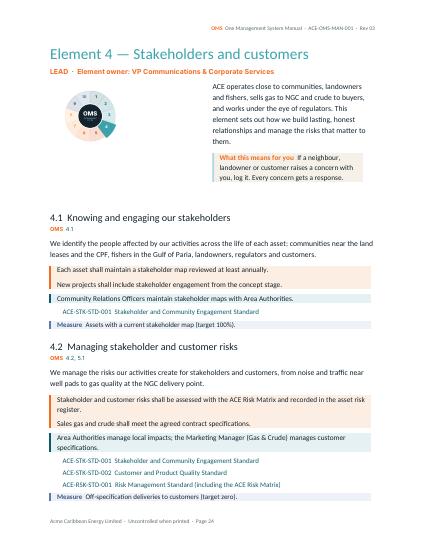 OMS One Management System Manual · ACE-OMS-MAN-001 · Rev 03
Element 4 — Stakeholders and customers
LEAD · Element owner: VP Communications & Corporate Services
OMS
ACE operates close to communities, landowners
and fishers, sells gas to NGC and crude to buyers,
and works under the eye of regulators. This
element sets out how we build lasting, honest
relationships and manage the risks that matter to
them.
What this means for you If a neighbour,
landowner or customer raises a concern with
you, log it. Every concern gets a response.
4.1 Knowing and engaging our stakeholders
OMS 4.1
We identify the people affected by our activities across the life of each asset; communities near the land
leases and the CPF, fishers in the Gulf of Paria, landowners, regulators and customers.
Each asset shall maintain a stakeholder map reviewed at least annually.
New projects shall include stakeholder engagement from the concept stage.
Community Relations Officers maintain stakeholder maps with Area Authorities.
ACE-STK-STD-001 Stakeholder and Community Engagement Standard
Measure Assets with a current stakeholder map (target 100%).
4.2 Managing stakeholder and customer risks
OMS 4.2, 5.1
We manage the risks our activities create for stakeholders and customers, from noise and traffic near
well pads to gas quality at the NGC delivery point.
Stakeholder and customer risks shall be assessed with the ACE Risk Matrix and recorded in the asset risk
register.
Sales gas and crude shall meet the agreed contract specifications.
Area Authorities manage local impacts; the Marketing Manager (Gas & Crude) manages customer
specifications.
ACE-STK-STD-001 Stakeholder and Community Engagement Standard
ACE-STK-STD-002 Customer and Product Quality Standard
ACE-RSK-STD-001 Risk Management Standard (including the ACE Risk Matrix)
Measure Off-specification deliveries to customers (target zero).
Acme Caribbean Energy Limited · Uncontrolled when printed · Page 24